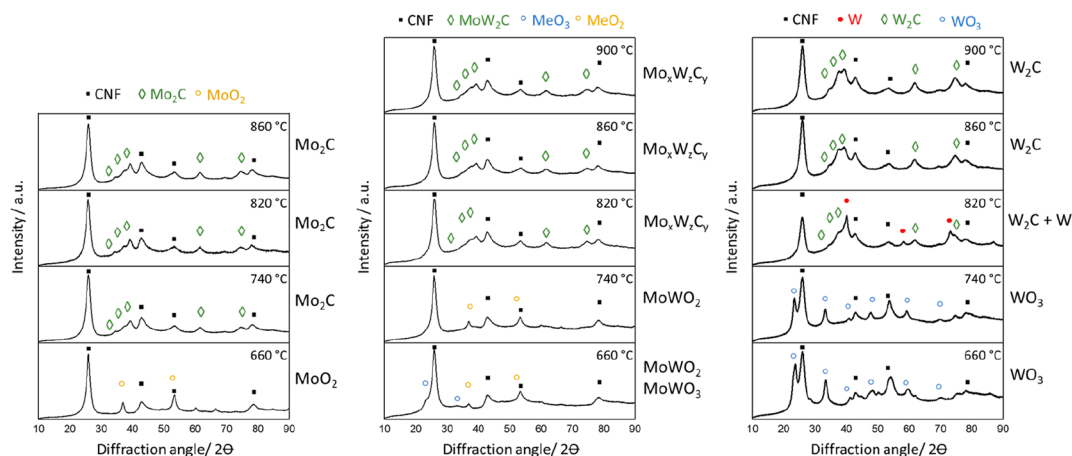 CNF Mo₂C MoO₂
860 °C
Mo₂C
820 °C
Mo₂C
740 °C
Mo₂C
660 °C
MoO₂
Intensity / a.u.
10 20 30 40 50 60 70 80 90
Diffraction angle/ 2Θ
CNF MoW₂C MeO₃ MeO₂
900 °C
MoₓW_zC_y
860 °C
MoₓW_zC_y
820 °C
MoₓW_zC_y
740 °C
MoWO₂
660 °C
MoWO₂
MoWO₃
Intensity / a.u.
10 20 30 40 50 60 70 80 90
Diffraction angle/ 2Θ
CNF W W₂C WO₃
900 °C
W₂C
860 °C
W₂C
820 °C
W₂C + W
740 °C
WO₃
660 °C
WO₃
Intensity / a.u.
10 20 30 40 50 60 70 80 90
Diffraction angle/ 2Θ